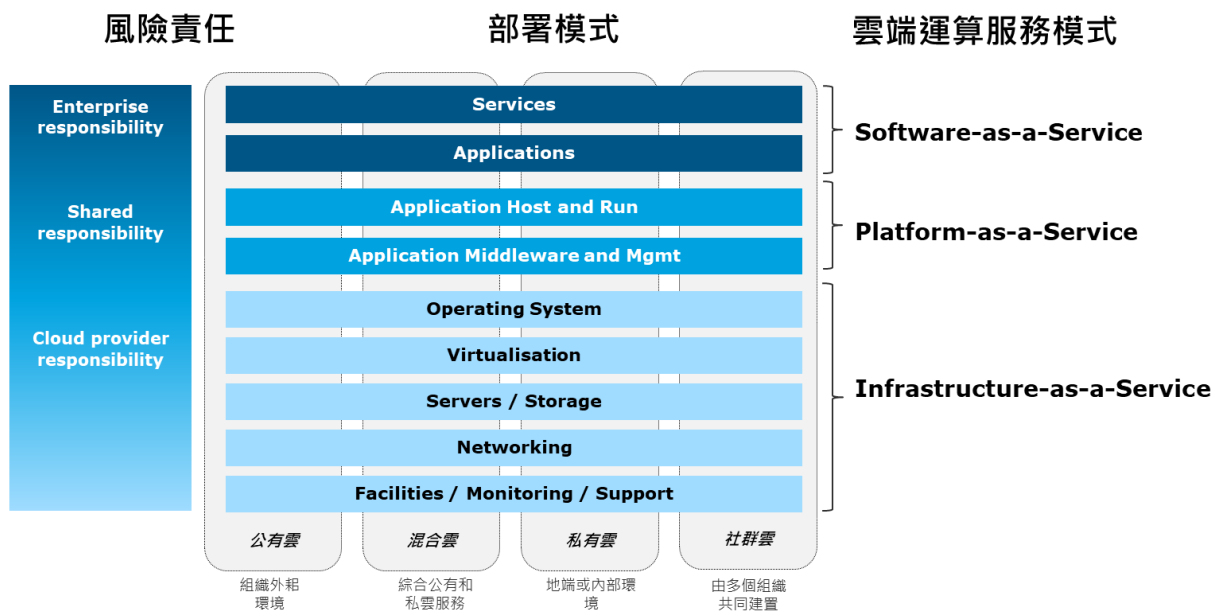 風險責任
部署模式
雲端運算服務模式
Enterprise
responsibility
Shared
responsibility
Cloud provider
responsibility
Services
Applications
Application Host and Run
Application Middleware and Mgmt
Operating System
Virtualisation
Servers / Storage
Networking
Facilities / Monitoring / Support
Software-as-a-Service
Platform-as-a-Service
Infrastructure-as-a-Service
公有雲
混合雲
私有雲
社群雲
組織外部
環境
綜合公有和
私雲服務
地端或內部環
境
由多個組織
共同建置